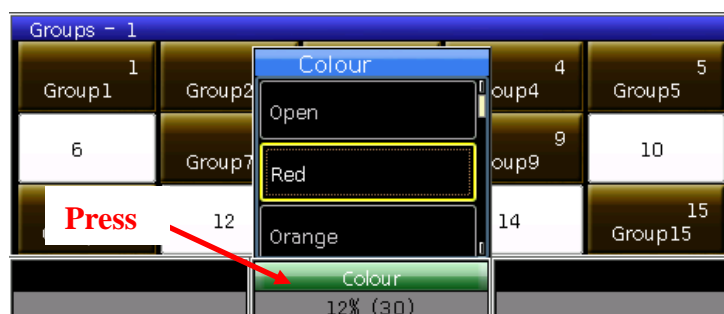 Groups - 1
1
Group1
Group2
Colour
4
oup4
5
Group5
Open
6
Group7
Red
9
oup9
10
Press
12
Orange
14
15
Group15
Colour
12% (30)